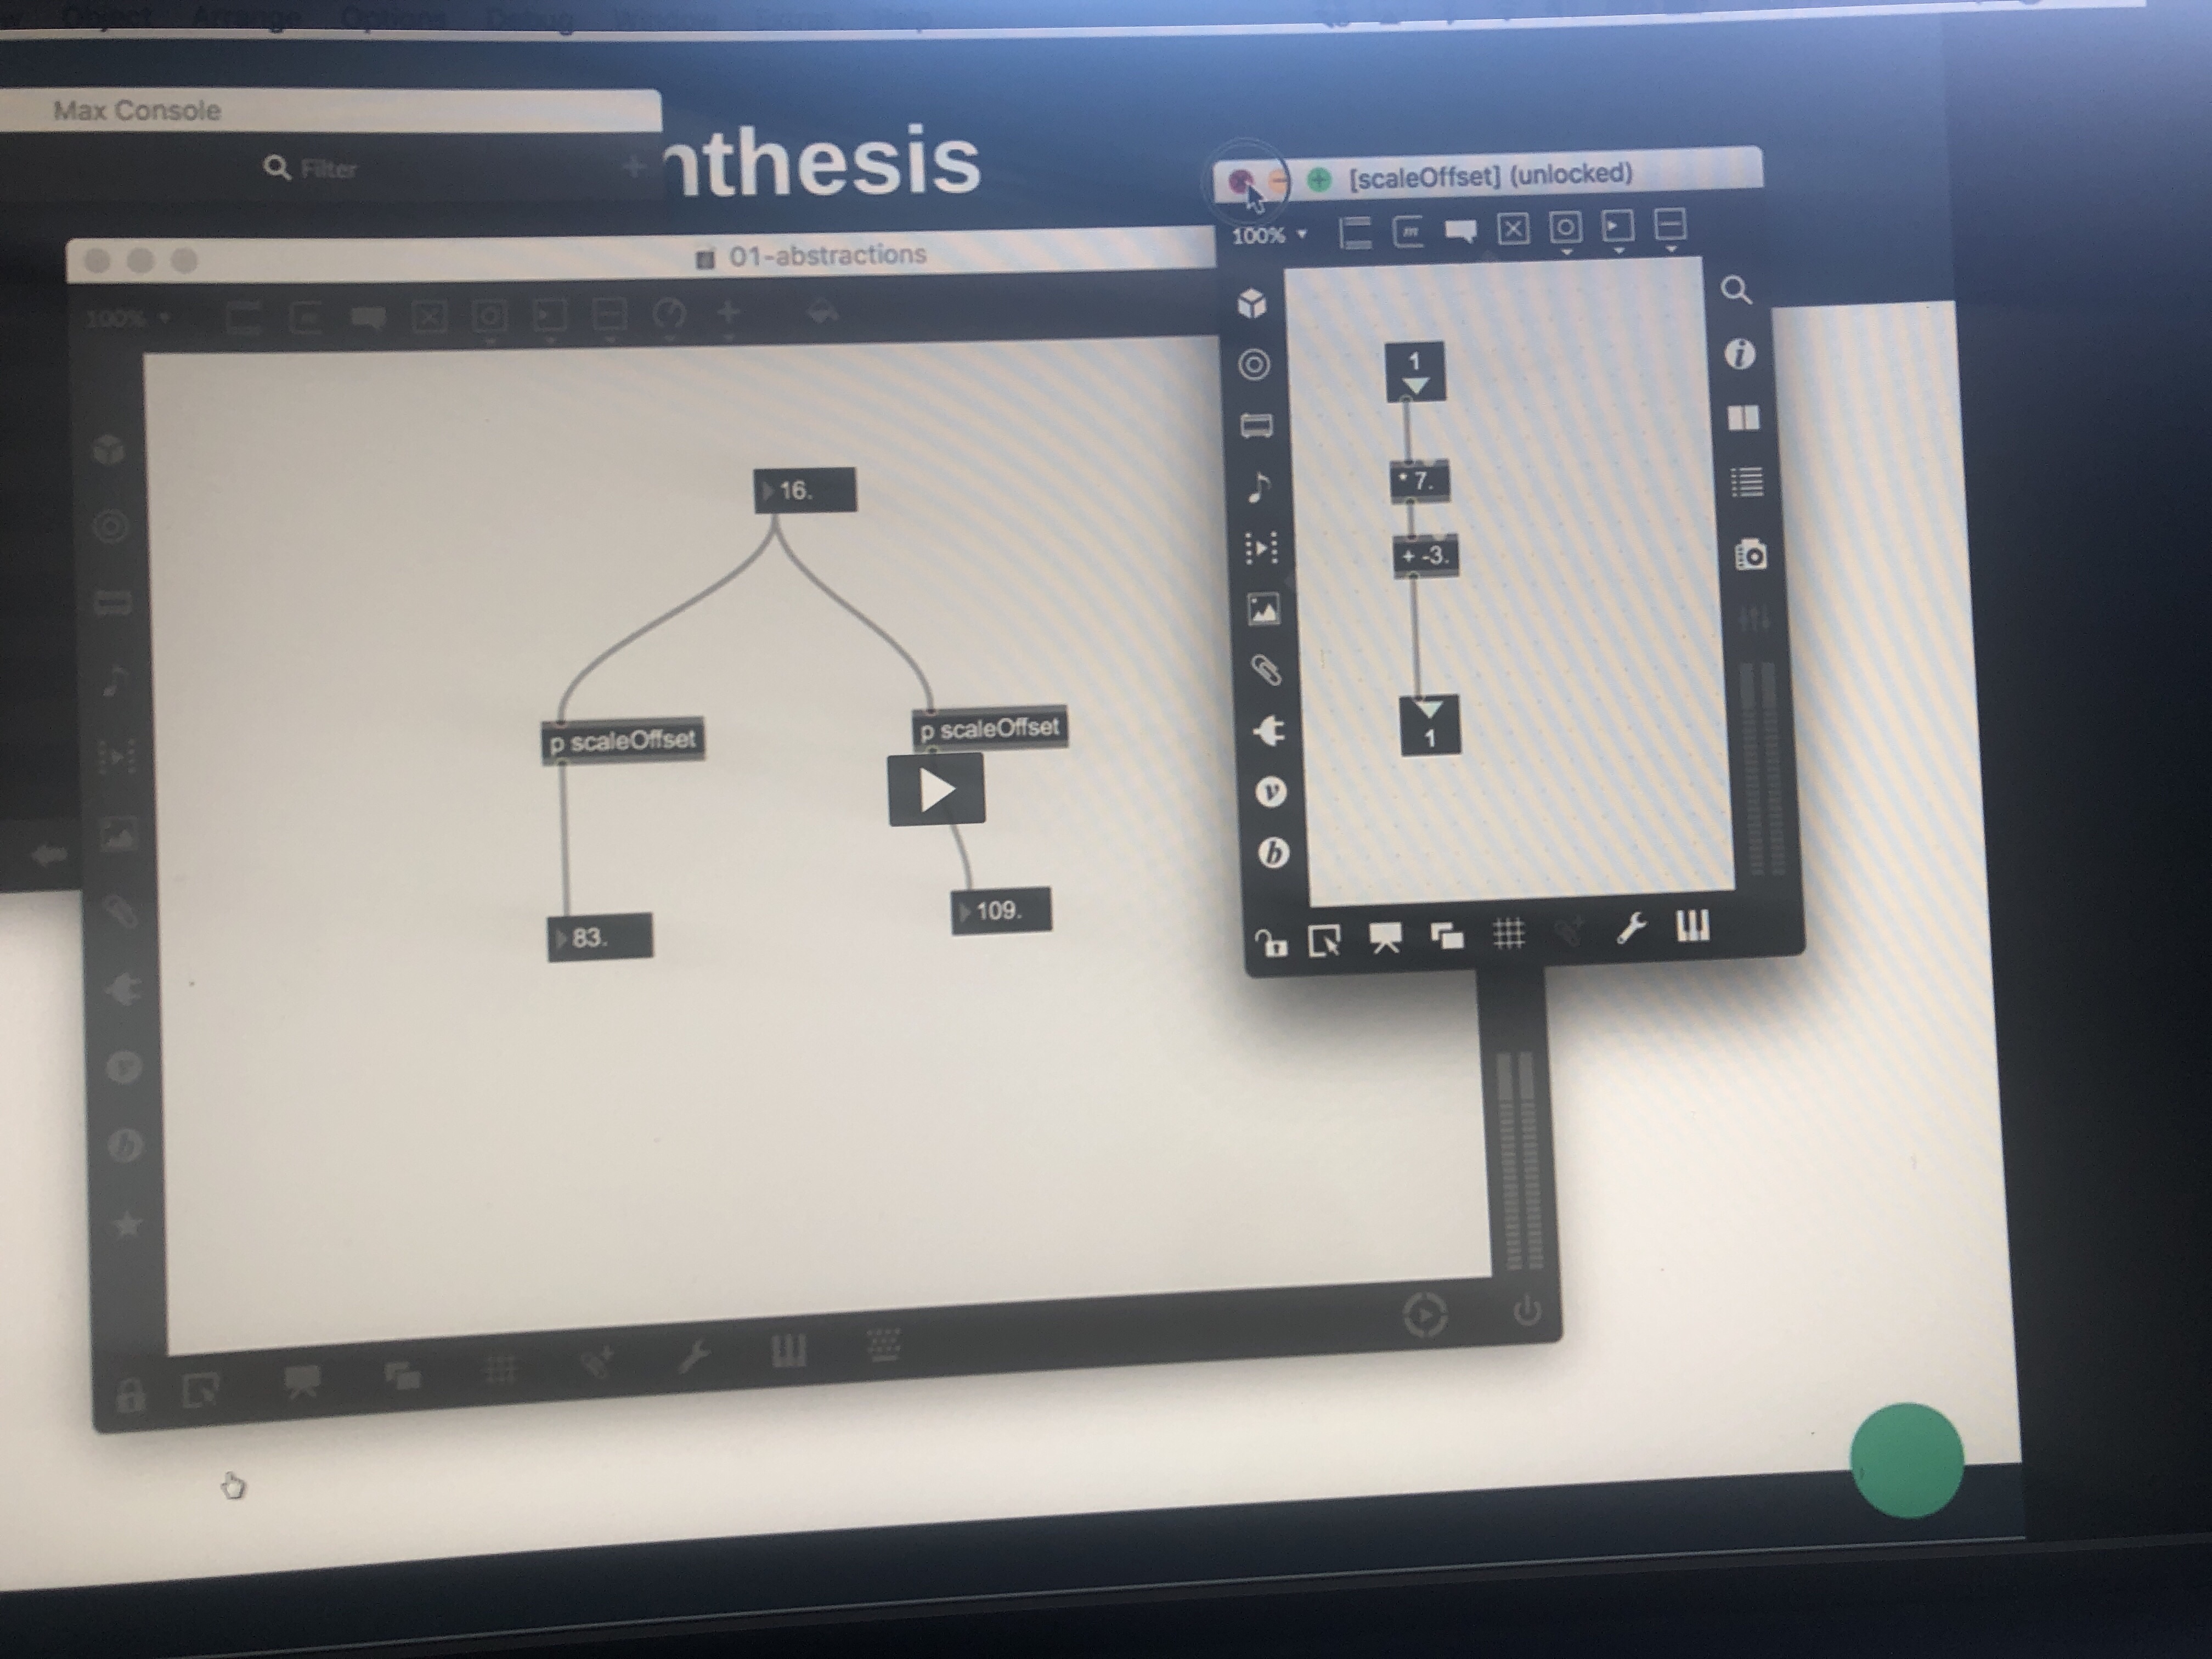 Object Arrange Options Debug Window Extras Help
Max Console
Filter
nthesis
01-abstractions
100%
16.
p scaleOffset
p scaleOffset
83.
109.
[scaleOffset] (unlocked)
100%
m
1
* 7.
+ -3.
1
i
v
b